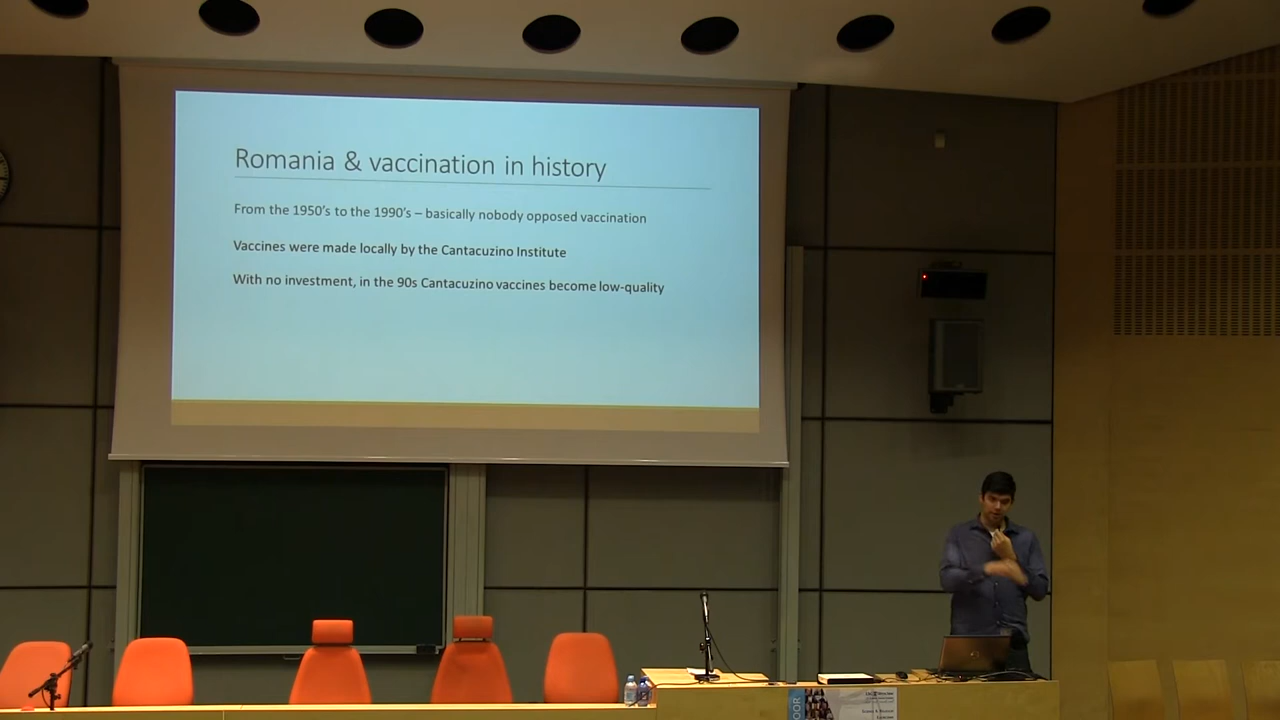 Romania & vaccination in history
From the 1950's to the 1990's – basically nobody opposed vaccination
Vaccines were made locally by the Cantacuzino Institute
With no investment, in the 90s Cantacuzino vaccines become low-quality